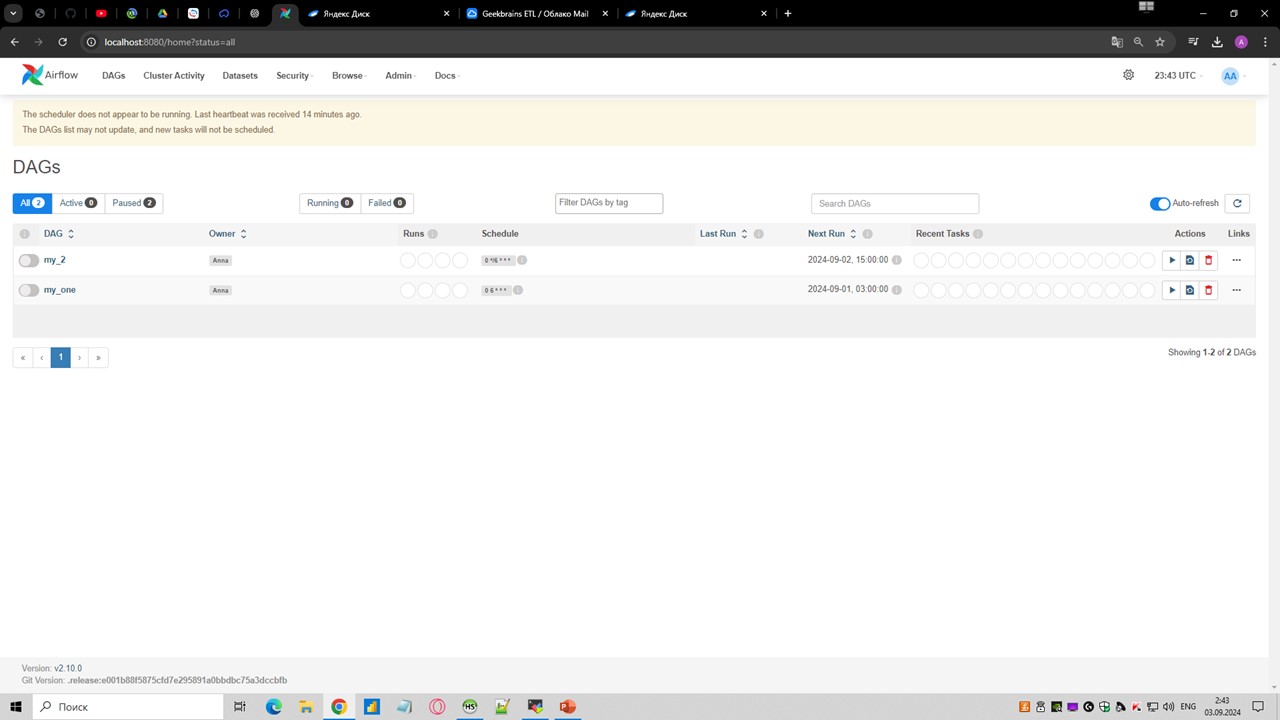 Яндекс Диск
Geekbrains ETL / Облако Mail
Яндекс Диск
localhost:8080/home?status=all
A
Airflow DAGs Cluster Activity Datasets Security Browse Admin Docs 23:43 UTC AA
The scheduler does not appear to be running. Last heartbeat was received 14 minutes ago.
The DAGs list may not update, and new tasks will not be scheduled.
DAGs
All 2 Active 0 Paused 2 Running 0 Failed 0 Filter DAGs by tag Search DAGs Auto-refresh
DAG Owner Runs Schedule Last Run Next Run Recent Tasks Actions Links
my_2 Anna 0 */6 * * * 2024-09-02, 15:00:00
my_one Anna 0 6 * * * 2024-09-01, 03:00:00
« ‹ 1 › » Showing 1-2 of 2 DAGs
Version: v2.10.0
Git Version: .release:e001b88f5875cfd7e295891a0bbdbc75a3dccbfb
Поиск ENG 2:43
03.09.2024